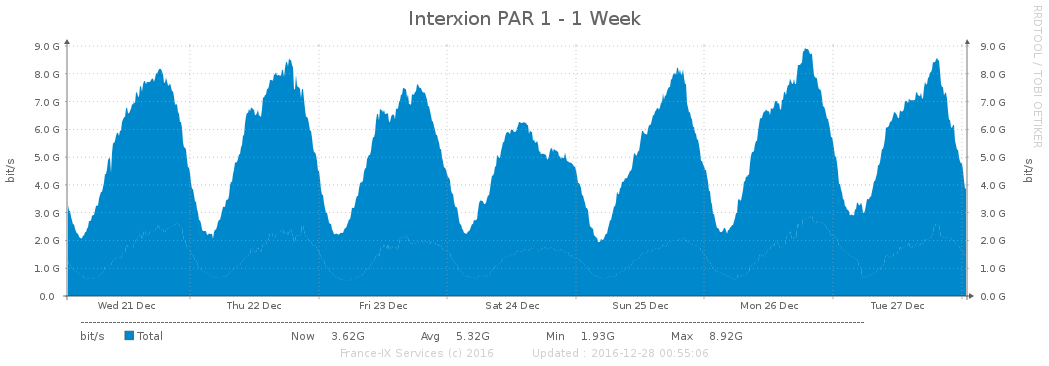 Interxion PAR 1 - 1 Week
RRDTOOL / TOBI OETIKER
9.0 G 9.0 G
8.0 G 8.0 G
7.0 G 7.0 G
6.0 G 6.0 G
5.0 G 5.0 G
4.0 G 4.0 G
3.0 G 3.0 G
2.0 G 2.0 G
1.0 G 1.0 G
0.0 0.0 G
bit/s bit/s
Wed 21 Dec Thu 22 Dec Fri 23 Dec Sat 24 Dec Sun 25 Dec Mon 26 Dec Tue 27 Dec
bit/s Total Now 3.62G Avg 5.32G Min 1.93G Max 8.92G
France-IX Services (c) 2016 Updated : 2016-12-28 00:55:06